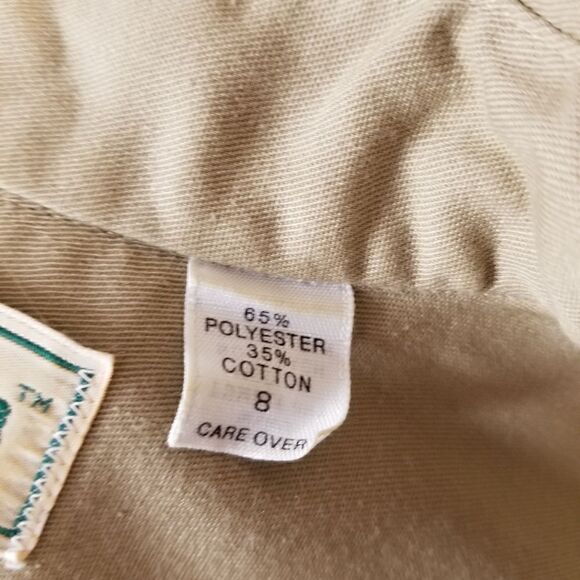 65%
POLYESTER
35%
COTTON
8
CARE OVER
TM